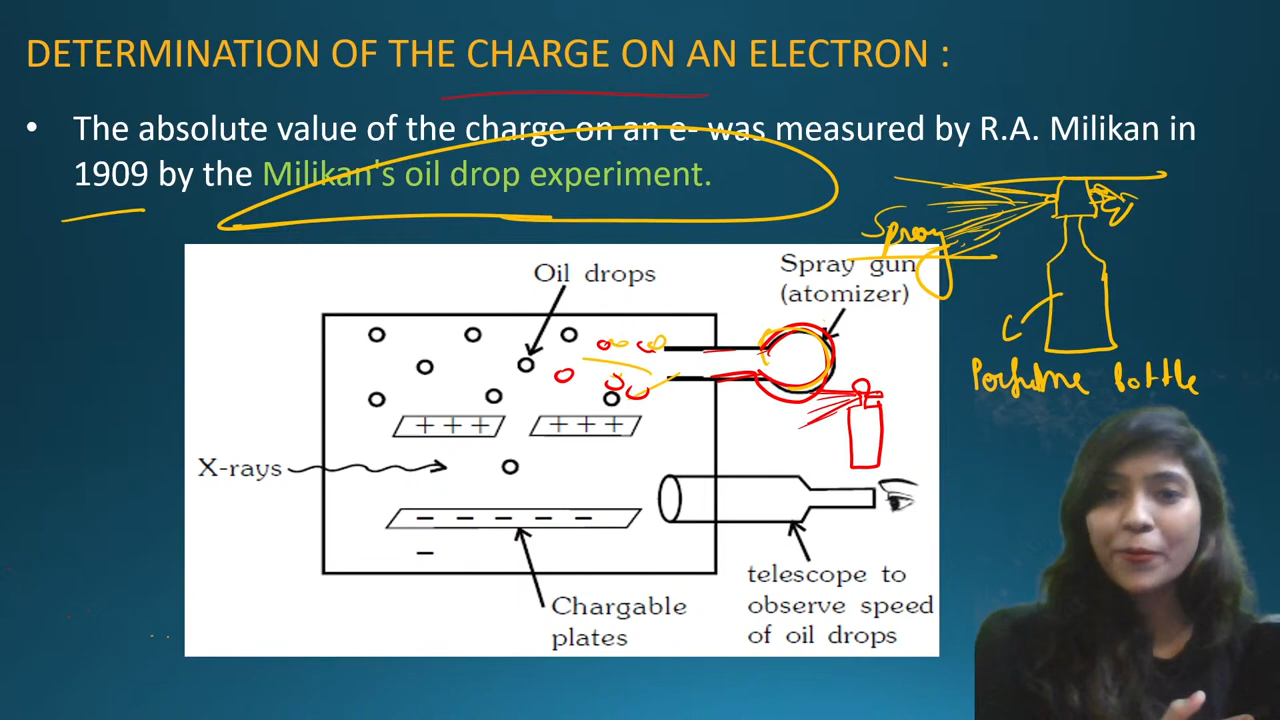 DETERMINATION OF THE CHARGE ON AN ELECTRON :
• The absolute value of the charge on an e- was measured by R.A. Milikan in
1909 by the Milikan's oil drop experiment.
Spray
Perfume bottle
Oil drops
Spray gun
(atomizer)
+ + +
+ + +
X-rays
− − − − −
−
Chargable
plates
telescope to
observe speed
of oil drops